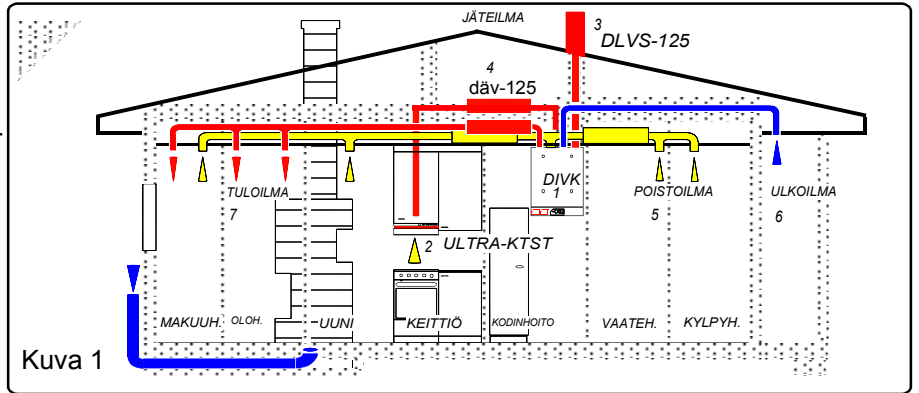 JÄTEILMA
3
DLVS-125
4
däv-125
TULOILMA
7
DIVK
1
POISTOILMA
5
ULKOILMA
6
2
ULTRA-KTST
MAKUUH.
OLOH.
UUNI
KEITTIÖ
KODINHOITO
VAATEH.
KYLPYH.
Kuva 1